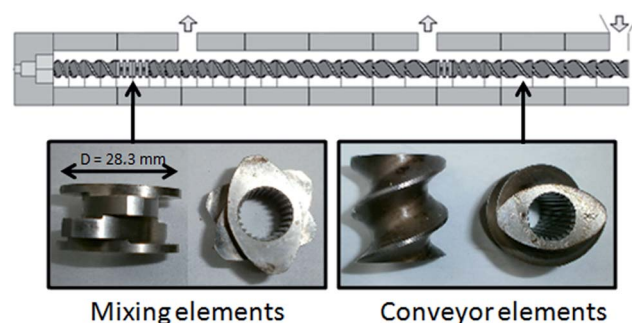 D = 28.3 mm
Mixing elements
Conveyor elements